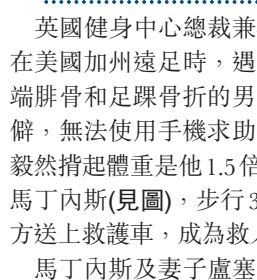 英國健身中心總裁兼
在美國加州遠足時，遇
端腓骨和足踝骨折的男
僻，無法使用手機求助
毅然揹起體重是他1.5倍
馬丁內斯(見圖)，步行3
方送上救護車，成為救人
馬丁內斯及妻子盧塞